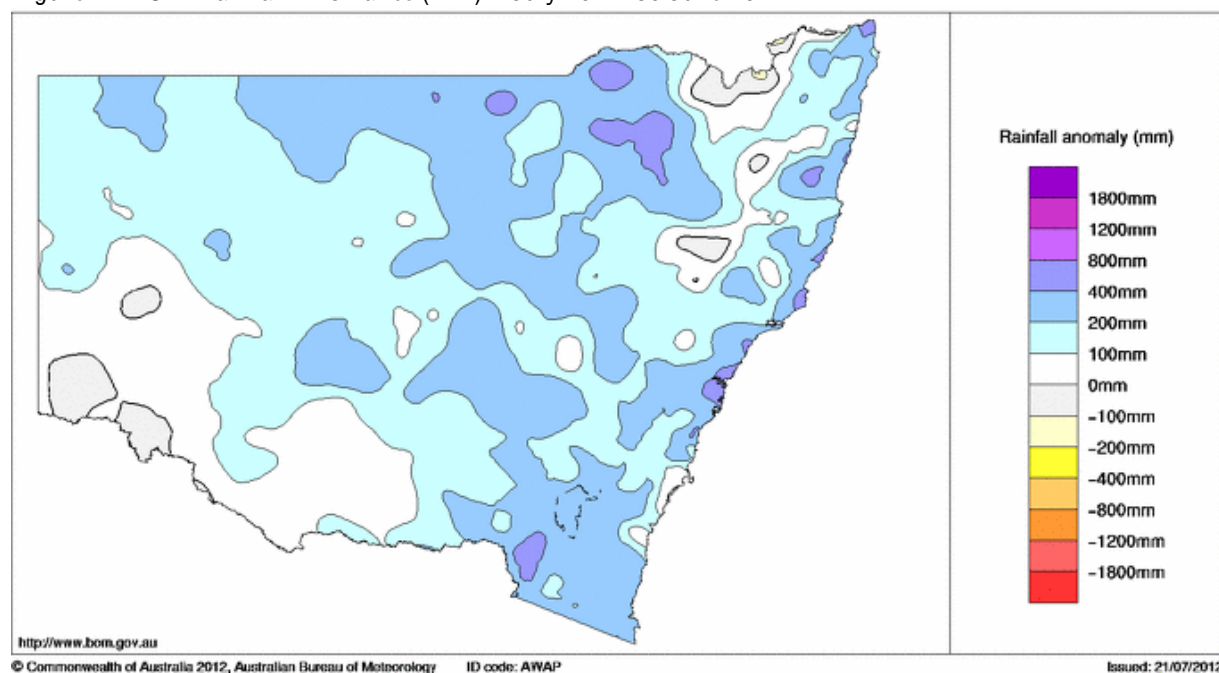 Rainfall anomaly (mm)
1800mm
1200mm
800mm
400mm
200mm
100mm
0mm
-100mm
-200mm
-400mm
-800mm
-1200mm
-1800mm
http://www.bom.gov.au
© Commonwealth of Australia 2012, Australian Bureau of Meteorology ID code: AWAP Issued: 21/07/2012